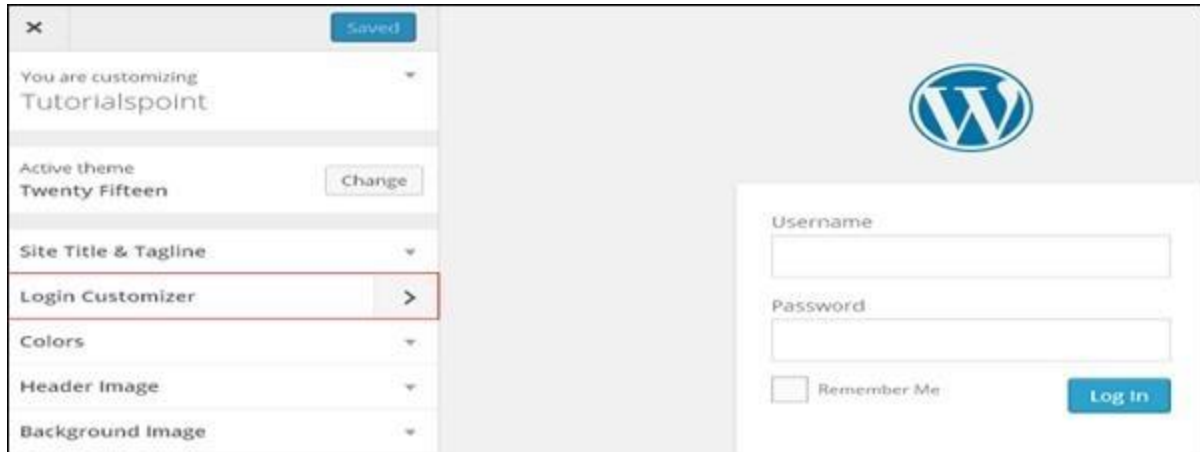 Saved
You are customizing
Tutorialspoint
Active theme
Twenty Fifteen
Change
Site Title & Tagline
Login Customizer
Colors
Header Image
Background Image
Username
Password
Remember Me
Log In